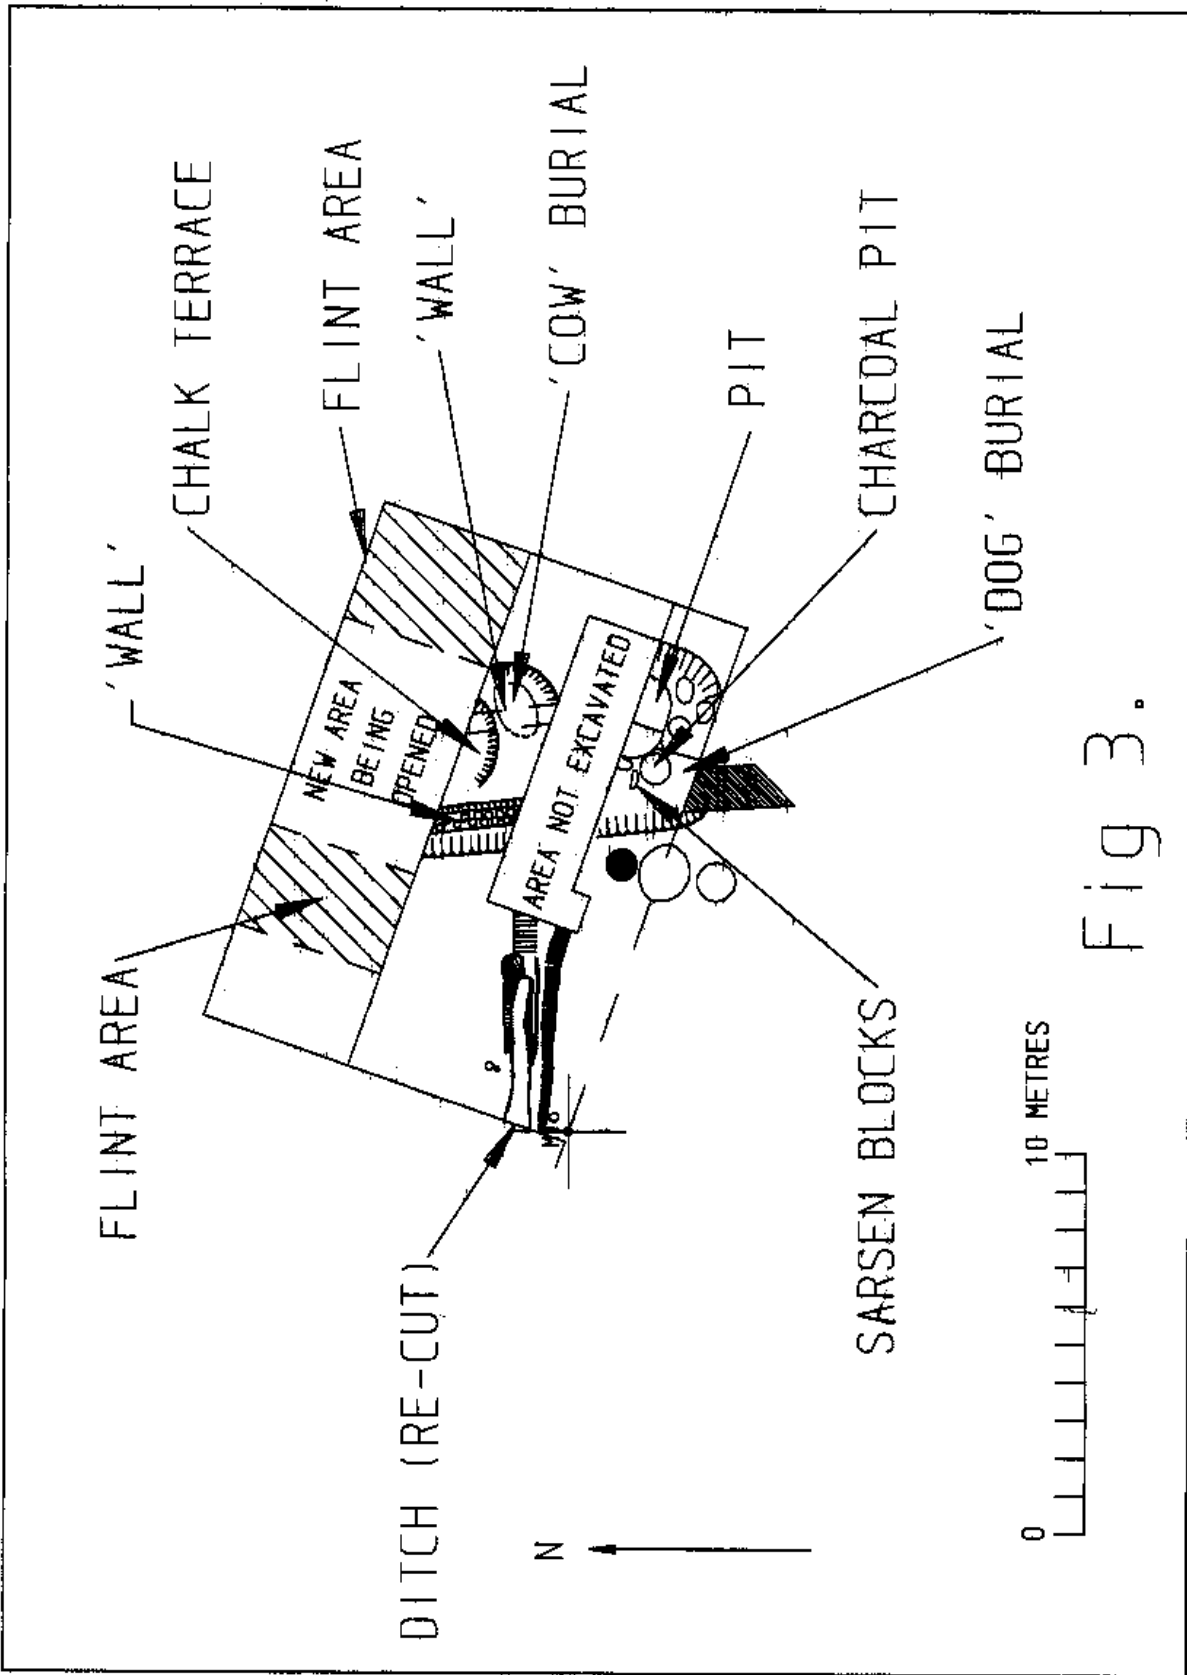 'WALL'
CHALK TERRACE
FLINT AREA
FLINT AREA
'WALL'
'COW' BURIAL
NEW AREA
BEING
OPENED
DITCH (RE-CUT)
?
AREA NOT EXCAVATED
PIT
N
CHARCOAL PIT
SARSEN BLOCKS
'DOG' BURIAL
0
10 METRES
Fig 3.